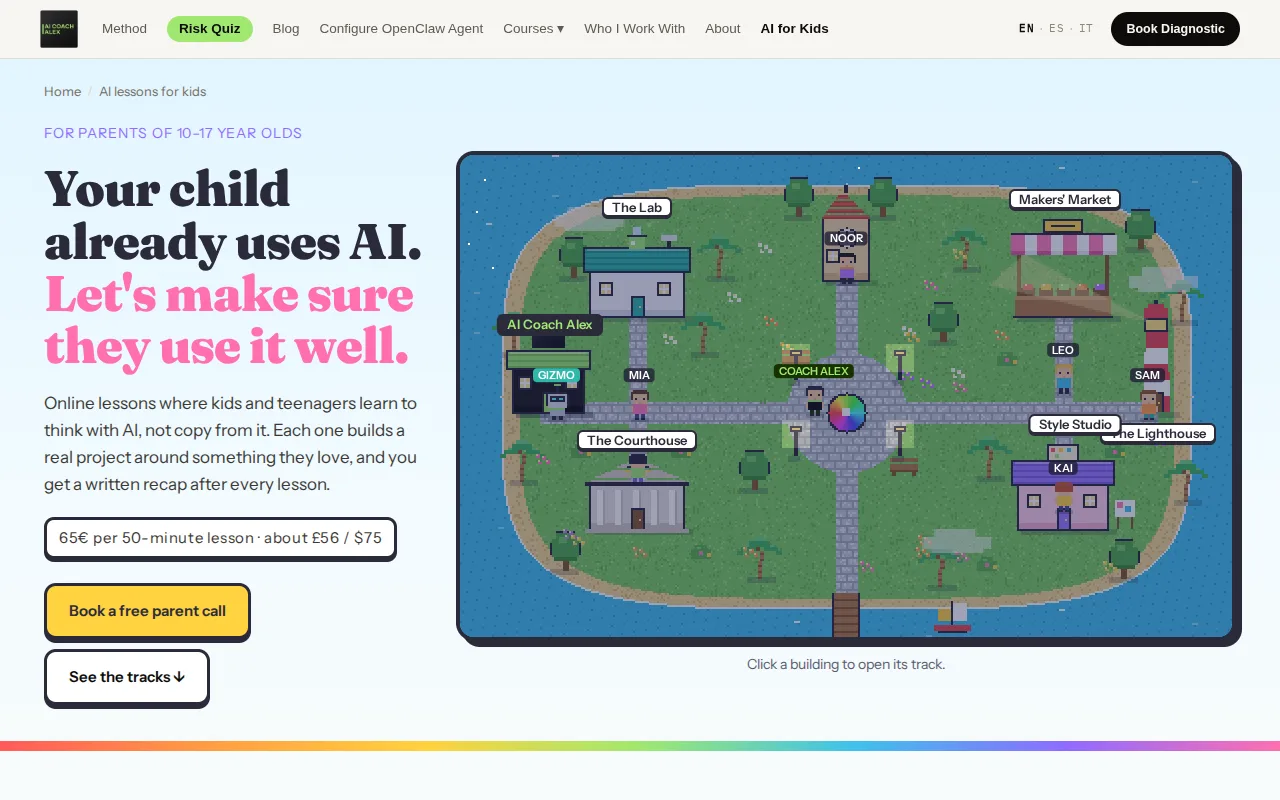 AI COACH
ALEX
Method
Risk Quiz
Blog
Configure OpenClaw Agent
Courses ▾
Who I Work With
About
AI for Kids
EN · ES · IT
Book Diagnostic
Home / AI lessons for kids
FOR PARENTS OF 10–17 YEAR OLDS
Your child
already uses AI.
Let's make sure
they use it well.
Online lessons where kids and teenagers learn to
think with AI, not copy from it. Each one builds a
real project around something they love, and you
get a written recap after every lesson.
65€ per 50-minute lesson · about £56 / $75
Book a free parent call
See the tracks ↓
The Lab
Makers' Market
NOOR
AI Coach Alex
GIZMO
MIA
COACH ALEX
LEO
SAM
The Courthouse
Style Studio
The Lighthouse
KAI
Click a building to open its track.